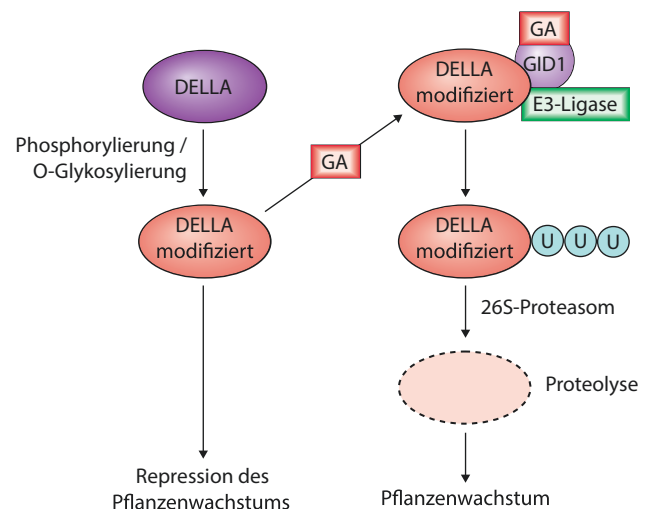 DELLA
Phosphorylierung /
O-Glykosylierung
DELLA
modifiziert
Repression des
Pflanzenwachstums
GA
GA
GID1
DELLA
modifiziert
E3-Ligase
DELLA
modifiziert
U U U
26S-Proteasom
Proteolyse
Pflanzenwachstum